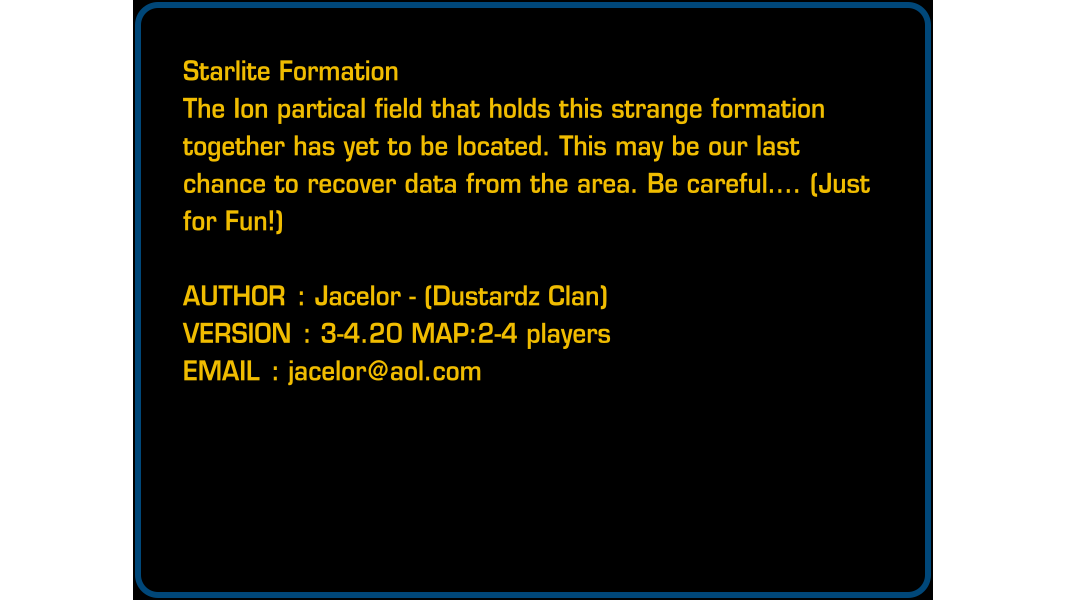 Starlite Formation
The Ion partical field that holds this strange formation
together has yet to be located. This may be our last
chance to recover data from the area. Be careful.... (Just
for Fun!)
AUTHOR : Jacelor - (Dustardz Clan)
VERSION : 3-4.20 MAP:2-4 players
EMAIL : jacelor@aol.com